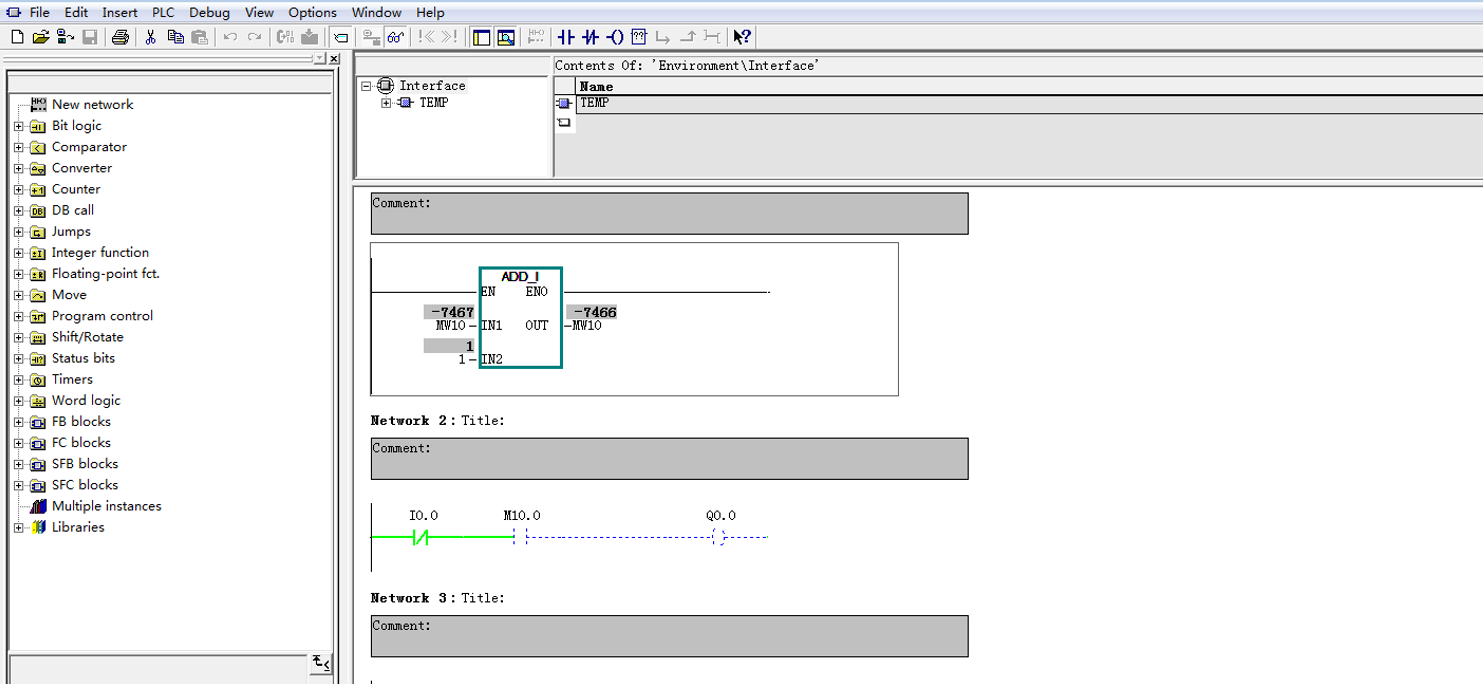 File Edit Insert PLC Debug View Options Window Help
New network
Bit logic
Comparator
Converter
Counter
DB call
Jumps
Integer function
Floating-point fct.
Move
Program control
Shift/Rotate
Status bits
Timers
Word logic
FB blocks
FC blocks
SFB blocks
SFC blocks
Multiple instances
Libraries
Interface
TEMP
Contents Of: 'Environment\Interface'
Name
TEMP
Comment:
ADD_I
EN ENO
-7467 -7466
MW10 IN1 OUT MW10
1
1 IN2
Network 2: Title:
Comment:
I0.0 M10.0 Q0.0
Network 3: Title:
Comment: